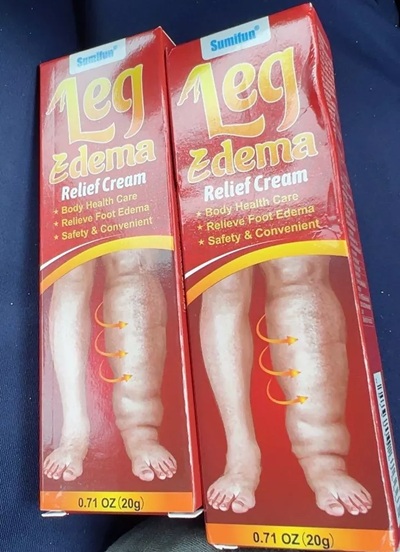 Sumifun®
Leg
Edema
Relief Cream
★ Body Health Care
★ Relieve Foot Edema
★ Safety & Convenient
0.71 OZ (20g)
Sumifun®
Leg
Edema
Relief Cream
★ Body Health Care
★ Relieve Foot Edema
★ Safety & Convenient
0.71 OZ (20g)